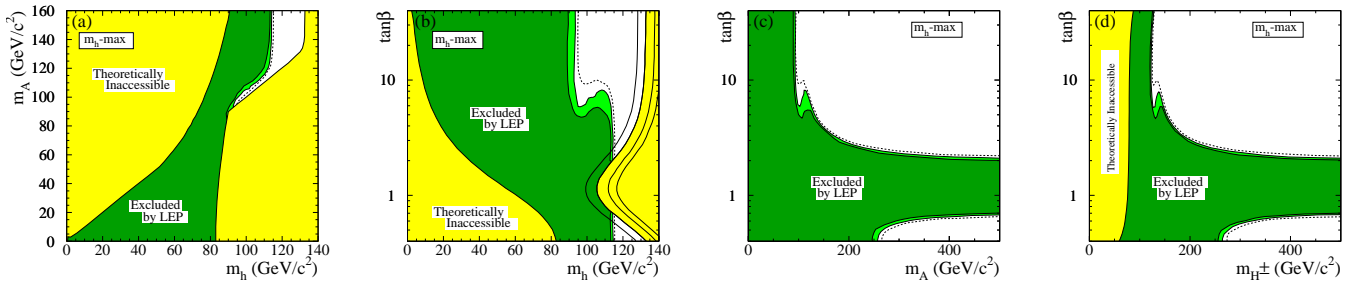 (a)
m_h-max
Theoretically
Inaccessible
Excluded
by LEP
m_A (GeV/c²)
160
140
120
100
80
60
40
20
0
0 20 40 60 80 100 120 140
m_h (GeV/c²)
(b)
m_h-max
Excluded
by LEP
Theoretically
Inaccessible
tanβ
10
1
0 20 40 60 80 100 120 140
m_h (GeV/c²)
(c)
m_h-max
Excluded
by LEP
tanβ
10
1
0 200 400
m_A (GeV/c²)
(d)
m_h-max
Theoretically Inaccessible
Excluded
by LEP
tanβ
10
1
0 200 400
m_H± (GeV/c²)